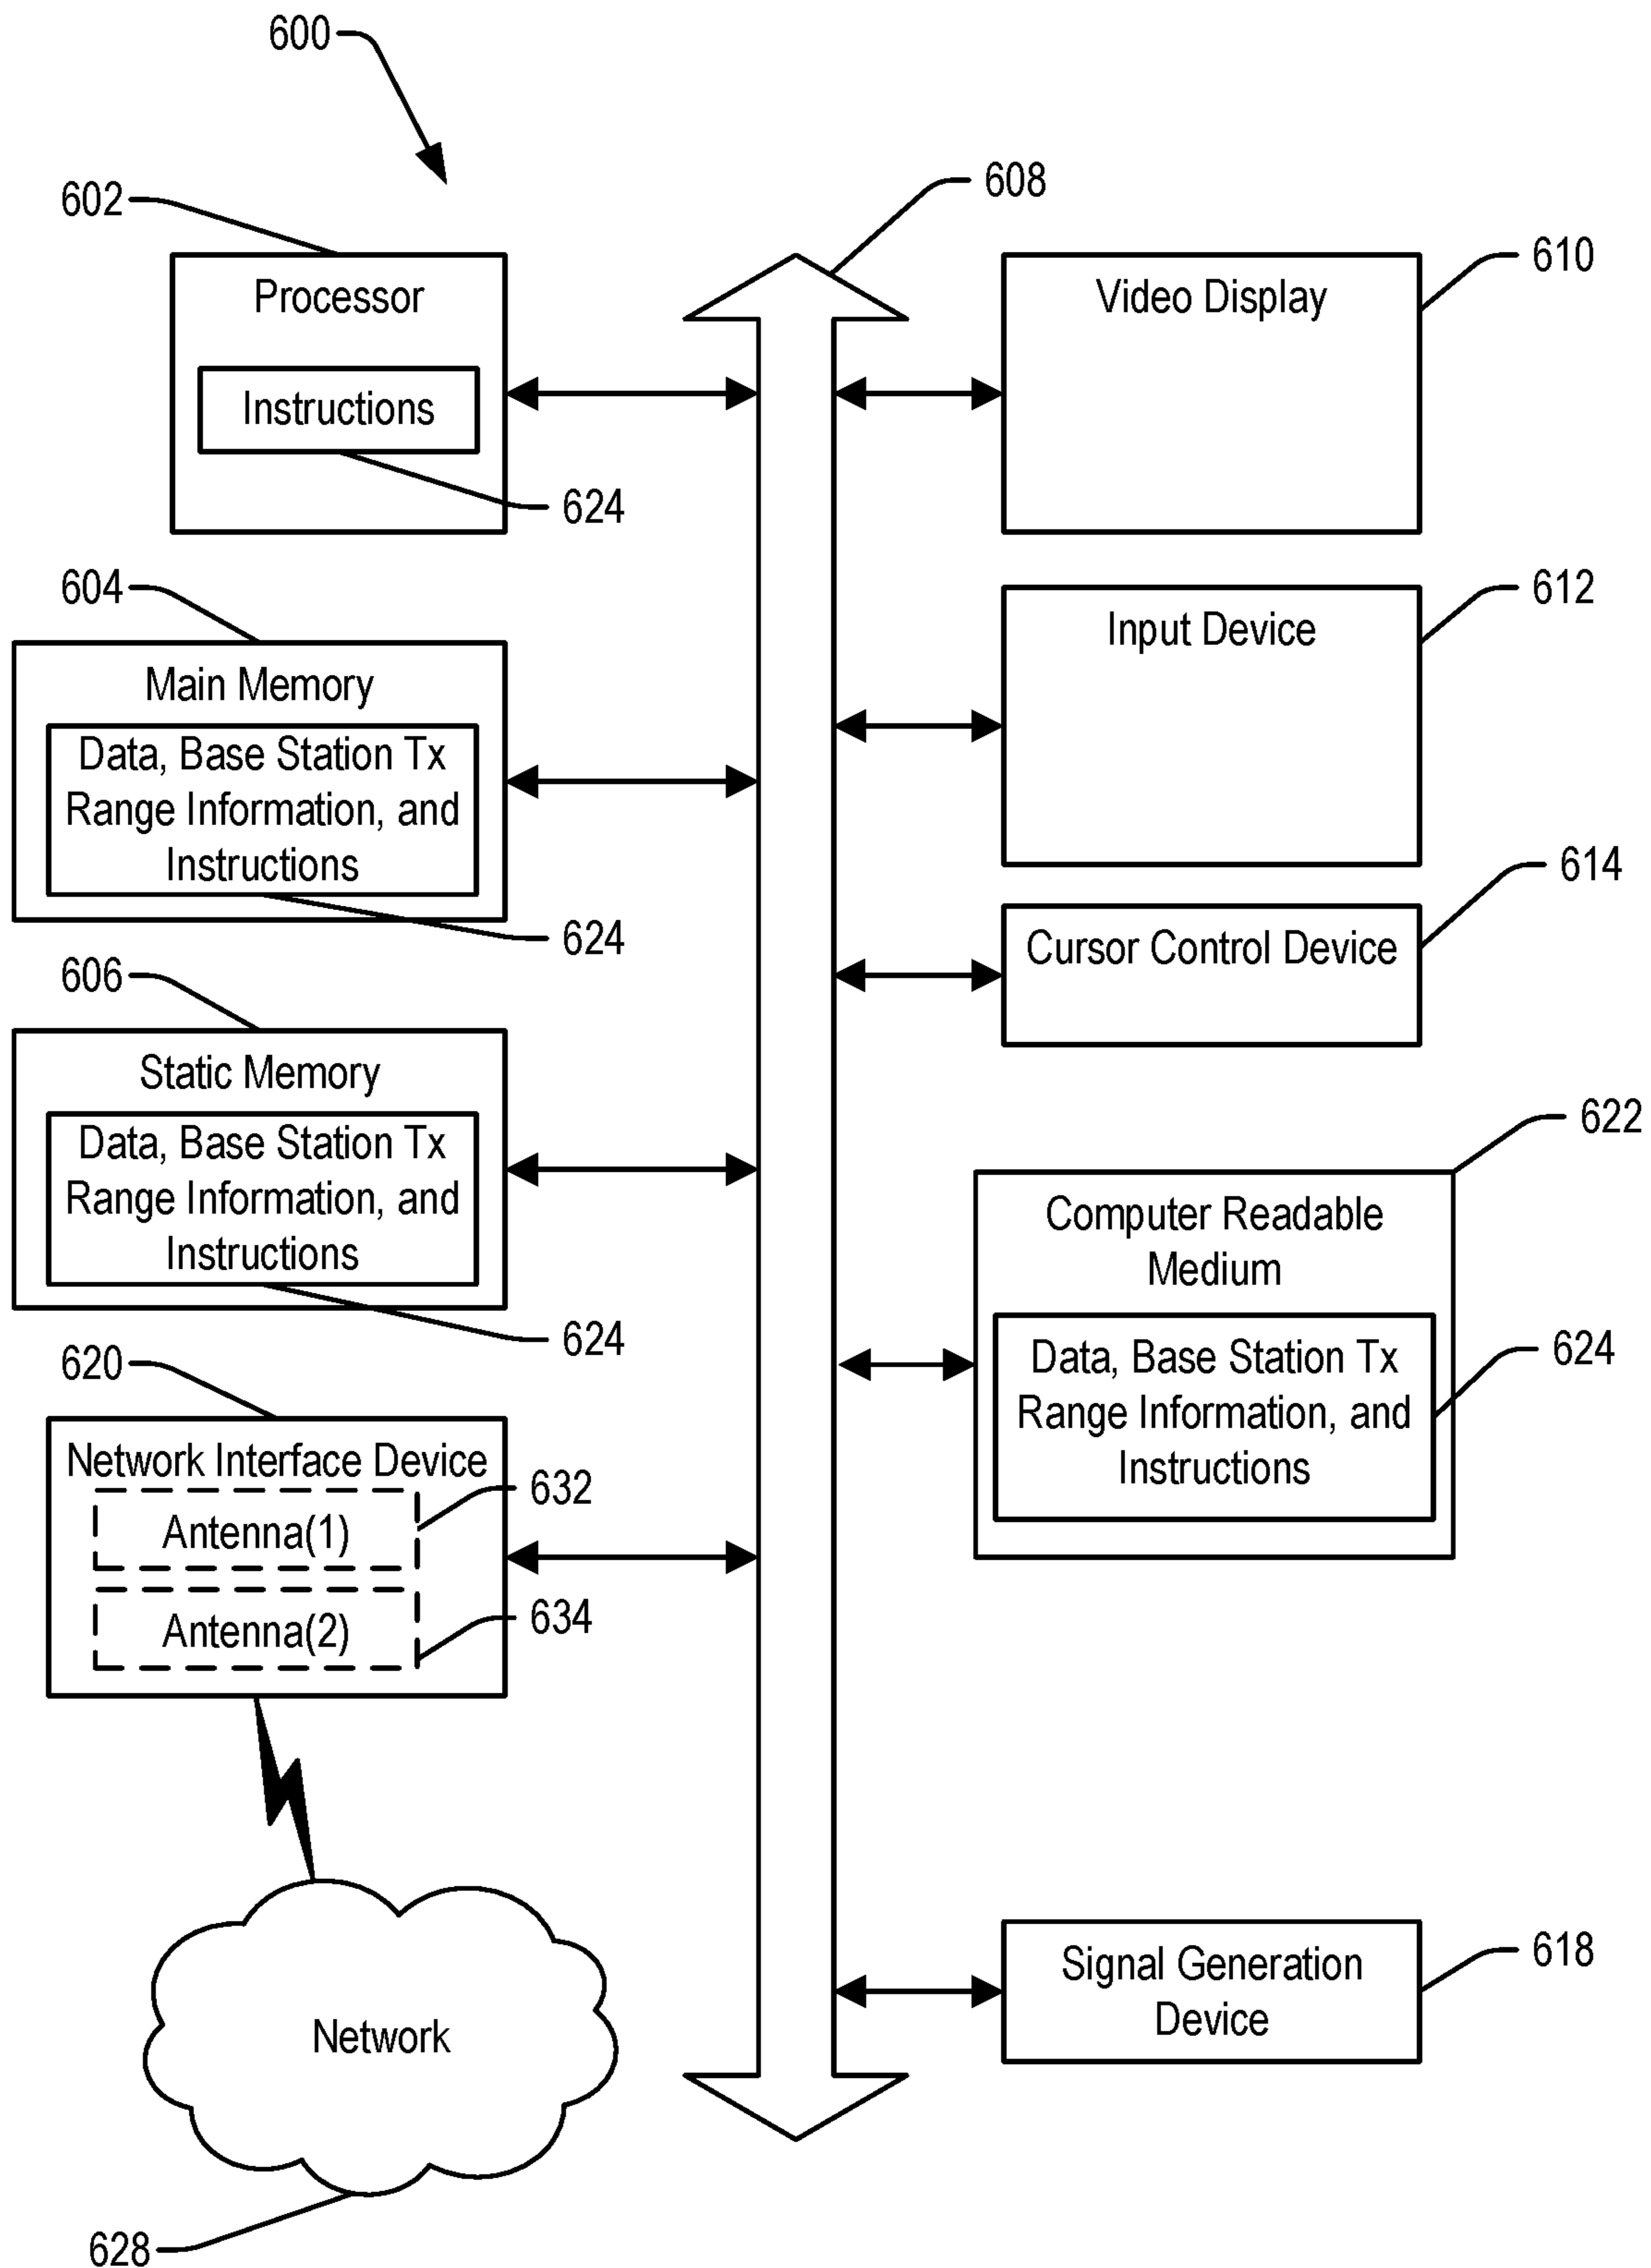 600
602
Processor
Instructions
624
604
Main Memory
Data, Base Station Tx
Range Information, and
Instructions
624
606
Static Memory
Data, Base Station Tx
Range Information, and
Instructions
624
620
Network Interface Device
Antenna(1)
632
Antenna(2)
634
Network
628
608
Video Display
610
Input Device
612
614
Cursor Control Device
622
Computer Readable
Medium
Data, Base Station Tx
Range Information, and
Instructions
624
Signal Generation
Device
618